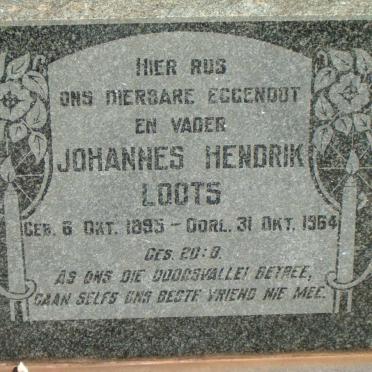 HIER RUS
ONS DIERBARE EGGENOOT
EN VADER
JOHANNES HENDRIK
LOOTS
GEB. 6 OKT. 1895 - OORL. 31 OKT. 1964
GES. 20:8.
AS ONS DIE DOODSVALLEI BETREE,
GAAN SELFS ONS BESTE VRIEND NIE MEE.